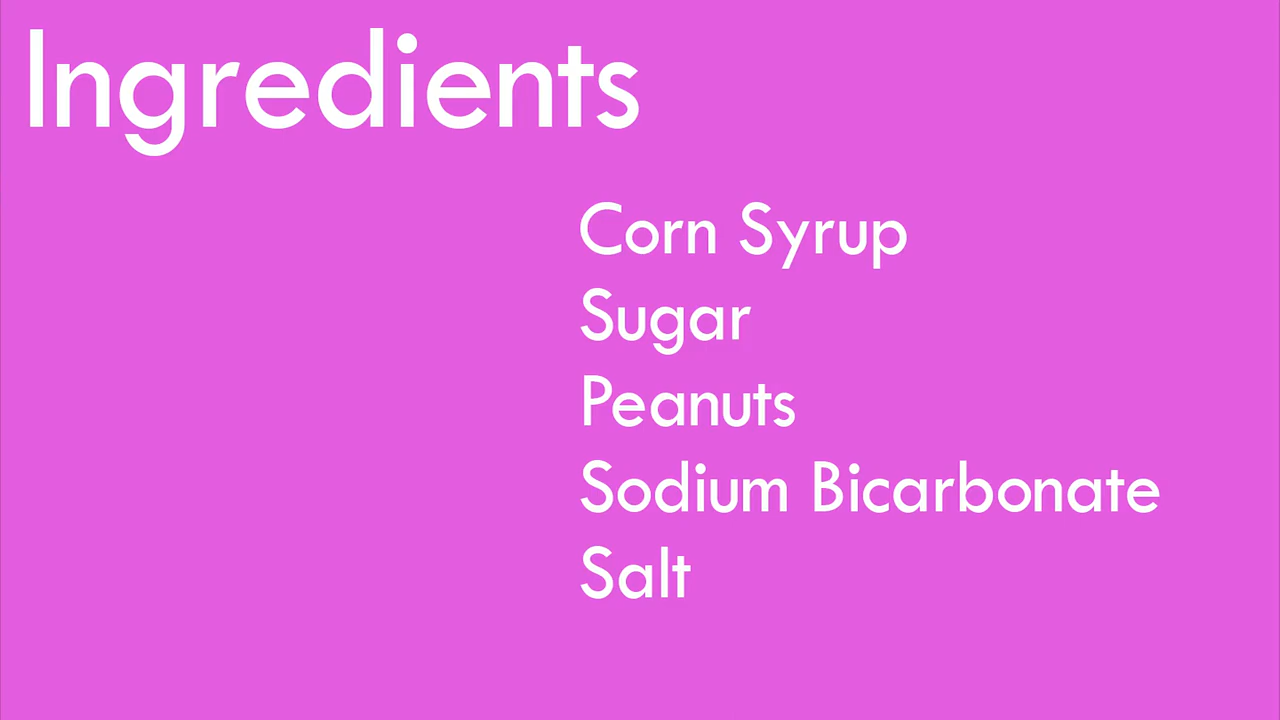 Ingredients
Corn Syrup
Sugar
Peanuts
Sodium Bicarbonate
Salt